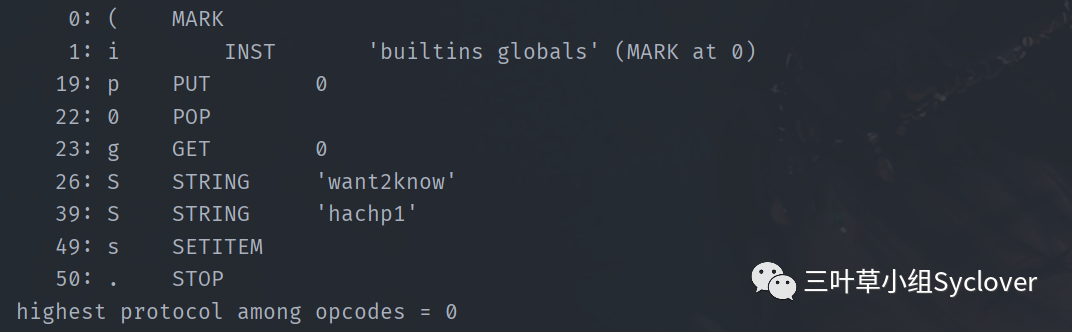 0: ( MARK
1: i INST 'builtins globals' (MARK at 0)
19: p PUT 0
22: 0 POP
23: g GET 0
26: S STRING 'want2know'
39: S STRING 'hachp1'
49: s SETITEM
50: . STOP
highest protocol among opcodes = 0
三叶草小组Syclover